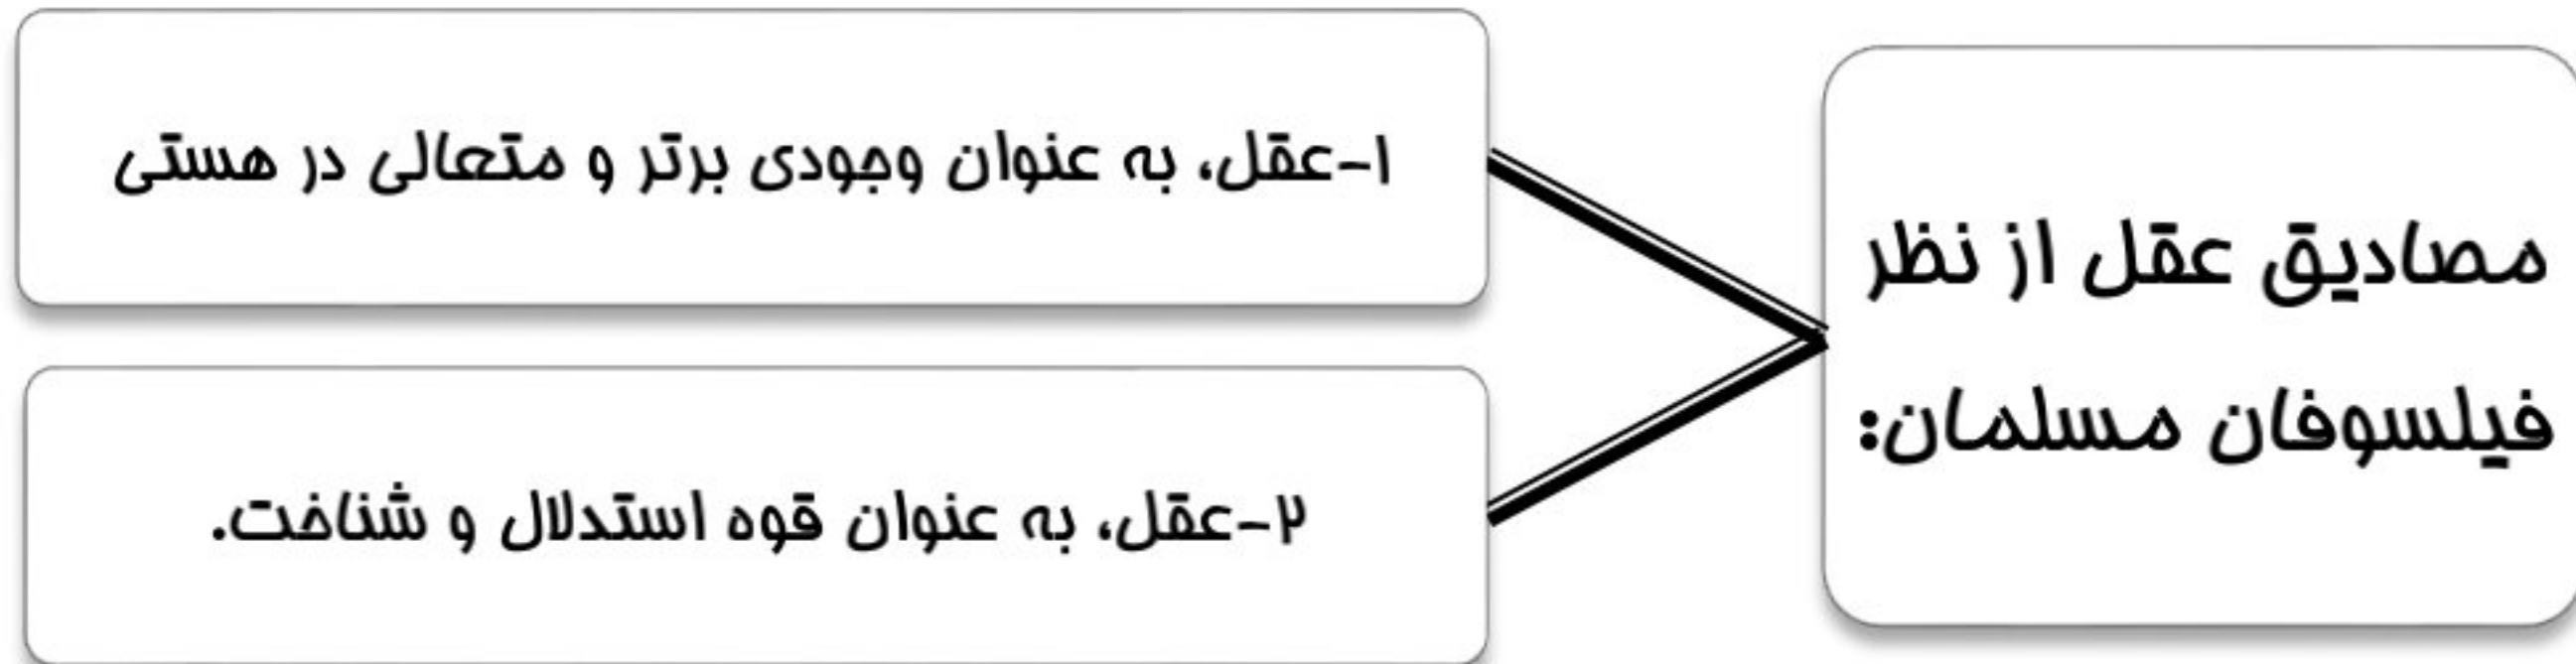 مصادیق عقل از نظر
فیلسوفان مسلمان:
۱-عقل، به عنوان وجودی برتر و متعالی در هستی
۲-عقل، به عنوان قوه استدلال و شناخت.